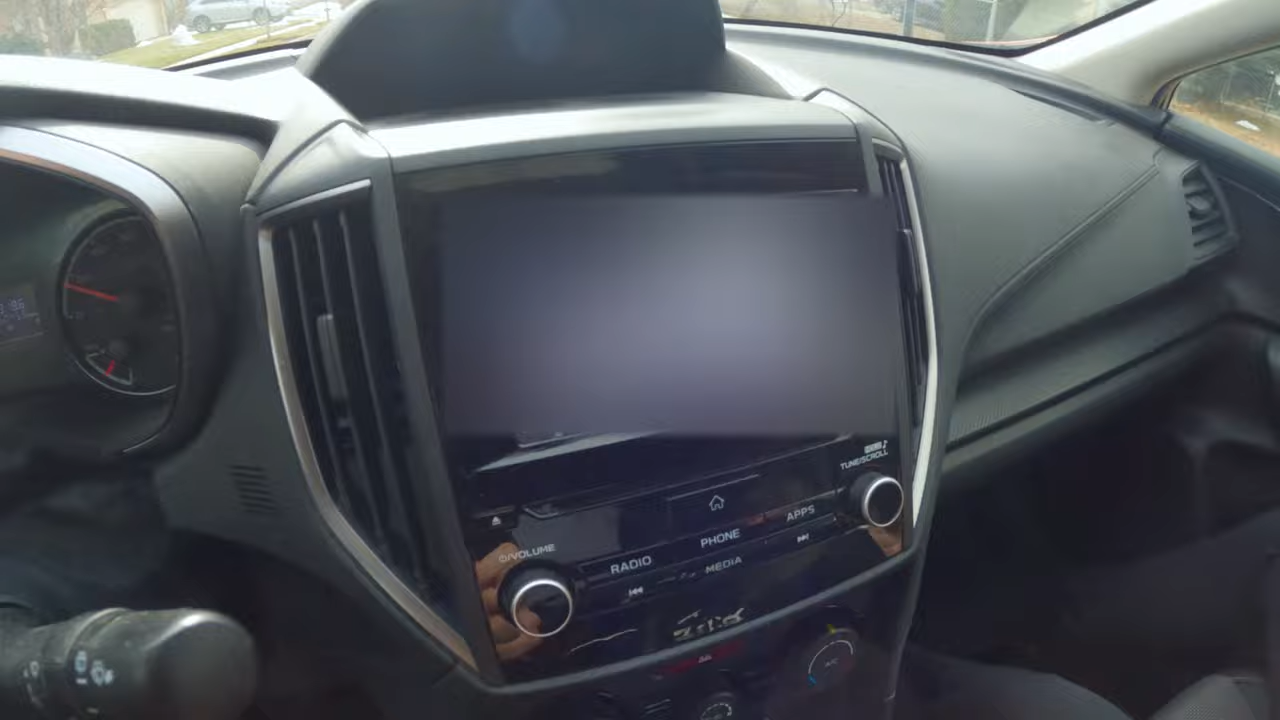 TUNE/SCROLL
APPS
PHONE
/VOLUME
RADIO
MEDIA
A/C